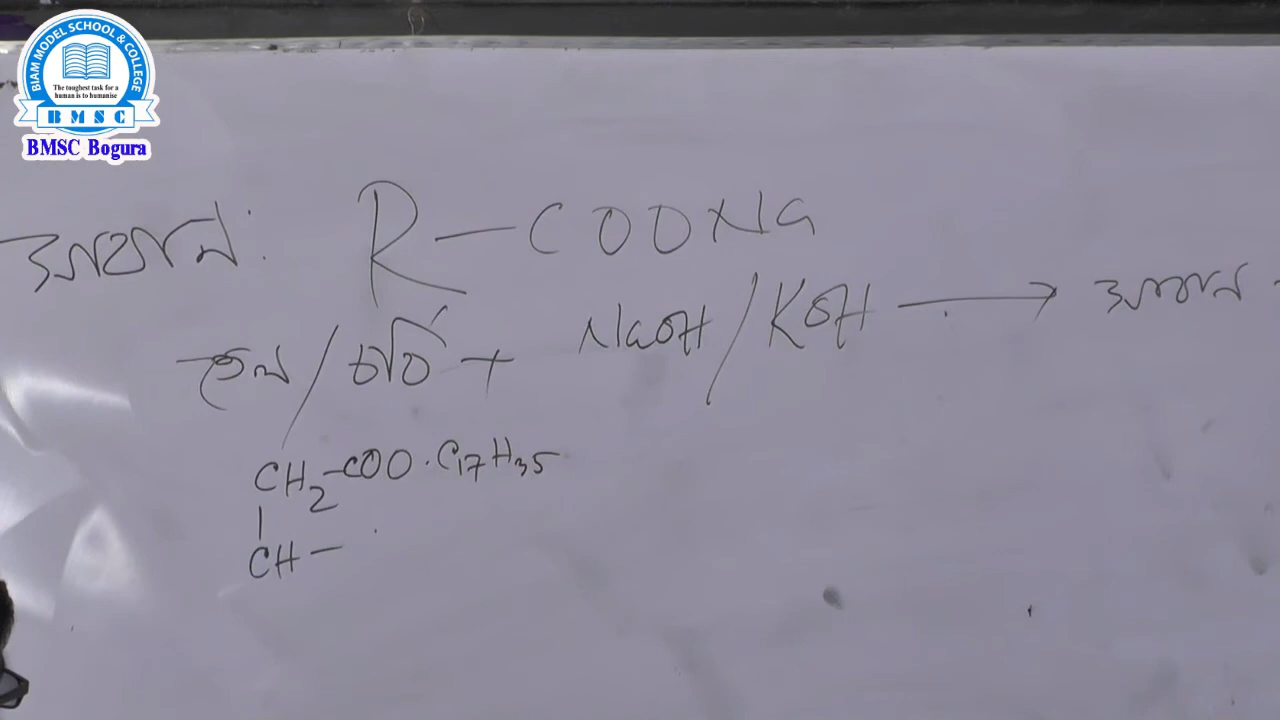 BIAM MODEL SCHOOL & COLLEGE
The toughest task for a
human is to humanise
BMSC
BMSC Bogura
সাবান: R-COONa
তেল/চর্বি + NaOH/KOH → সাবান
CH2-COO·C17H35
|
CH-